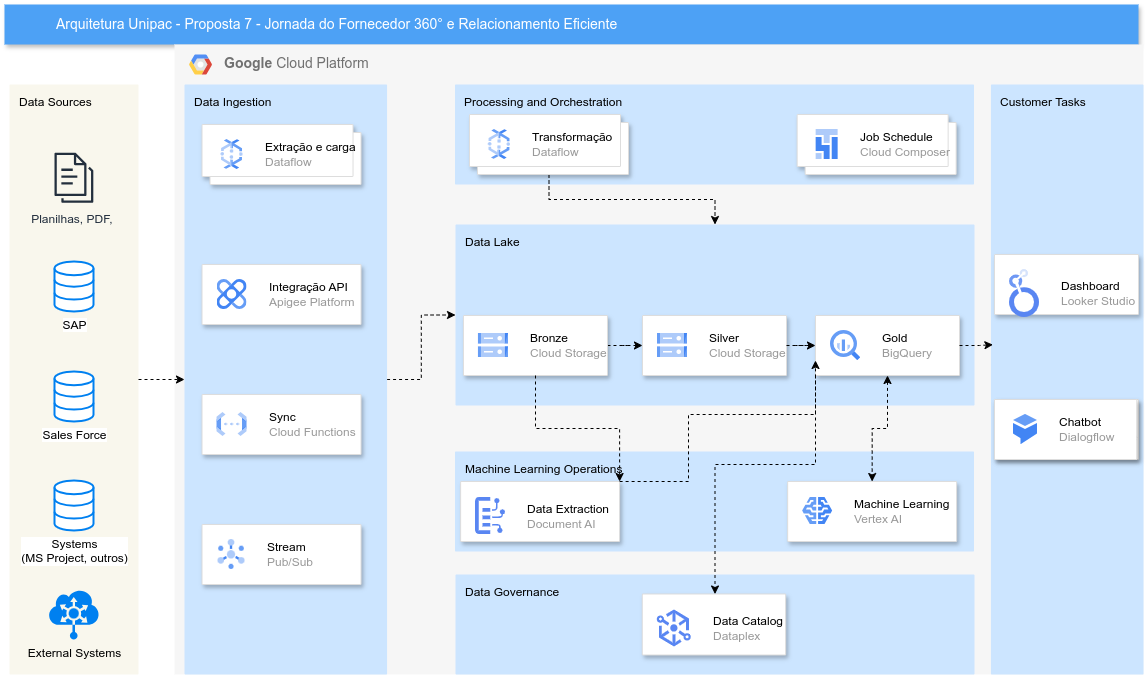 Arquitetura Unipac - Proposta 7 - Jornada do Fornecedor 360° e Relacionamento Eficiente
Google Cloud Platform
Data Sources
Planilhas, PDF,
SAP
Sales Force
Systems
(MS Project, outros)
External Systems
Data Ingestion
Extração e carga
Dataflow
Integração API
Apigee Platform
Sync
Cloud Functions
Stream
Pub/Sub
Processing and Orchestration
Transformação
Dataflow
Job Schedule
Cloud Composer
Data Lake
Bronze
Cloud Storage
Silver
Cloud Storage
Gold
BigQuery
Machine Learning Operations
Data Extraction
Document AI
Machine Learning
Vertex AI
Data Governance
Data Catalog
Dataplex
Customer Tasks
Dashboard
Looker Studio
Chatbot
Dialogflow